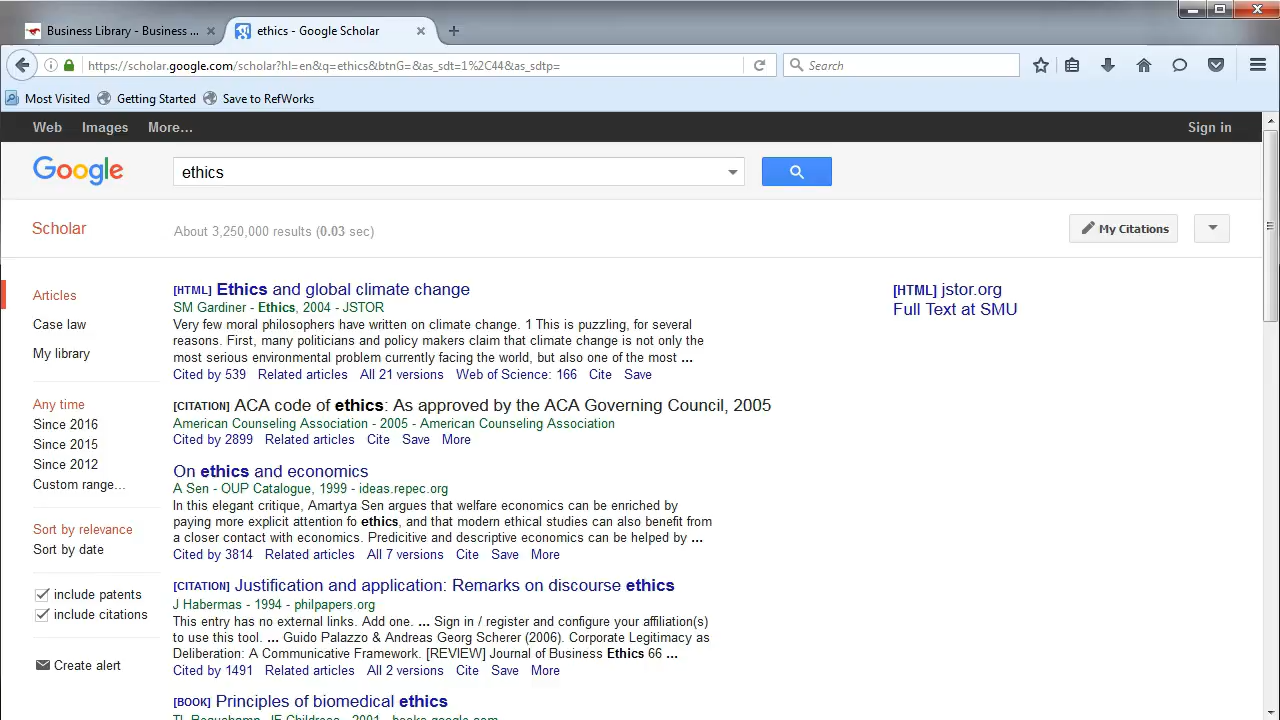 Business Library - Business ...
ethics - Google Scholar
https://scholar.google.com/scholar?hl=en&q=ethics&btnG=&as_sdt=1%2C44&as_sdtp=
Search
Most Visited Getting Started Save to RefWorks
Web Images More... Sign in
Google
ethics
Scholar
About 3,250,000 results (0.03 sec)
My Citations
Articles
Case law
My library
Any time
Since 2016
Since 2015
Since 2012
Custom range...
Sort by relevance
Sort by date
include patents
include citations
Create alert
[HTML] Ethics and global climate change
SM Gardiner - Ethics, 2004 - JSTOR
Very few moral philosophers have written on climate change. 1 This is puzzling, for several
reasons. First, many politicians and policy makers claim that climate change is not only the
most serious environmental problem currently facing the world, but also one of the most ...
Cited by 539 Related articles All 21 versions Web of Science: 166 Cite Save
[HTML] jstor.org
Full Text at SMU
[CITATION] ACA code of ethics: As approved by the ACA Governing Council, 2005
American Counseling Association - 2005 - American Counseling Association
Cited by 2899 Related articles Cite Save More
On ethics and economics
A Sen - OUP Catalogue, 1999 - ideas.repec.org
In this elegant critique, Amartya Sen argues that welfare economics can be enriched by
paying more explicit attention fo ethics, and that modern ethical studies can also benefit from
a closer contact with economics. Predicitive and descriptive economics can be helped by ...
Cited by 3814 Related articles All 7 versions Cite Save More
[CITATION] Justification and application: Remarks on discourse ethics
J Habermas - 1994 - philpapers.org
This entry has no external links. Add one. ... Sign in / register and configure your affiliation(s)
to use this tool. ... Guido Palazzo & Andreas Georg Scherer (2006). Corporate Legitimacy as
Deliberation: A Communicative Framework. [REVIEW] Journal of Business Ethics 66 ...
Cited by 1491 Related articles All 2 versions Cite Save More
[BOOK] Principles of biomedical ethics
TL Beauchamp, JF Childress - 2001 - books.google.com